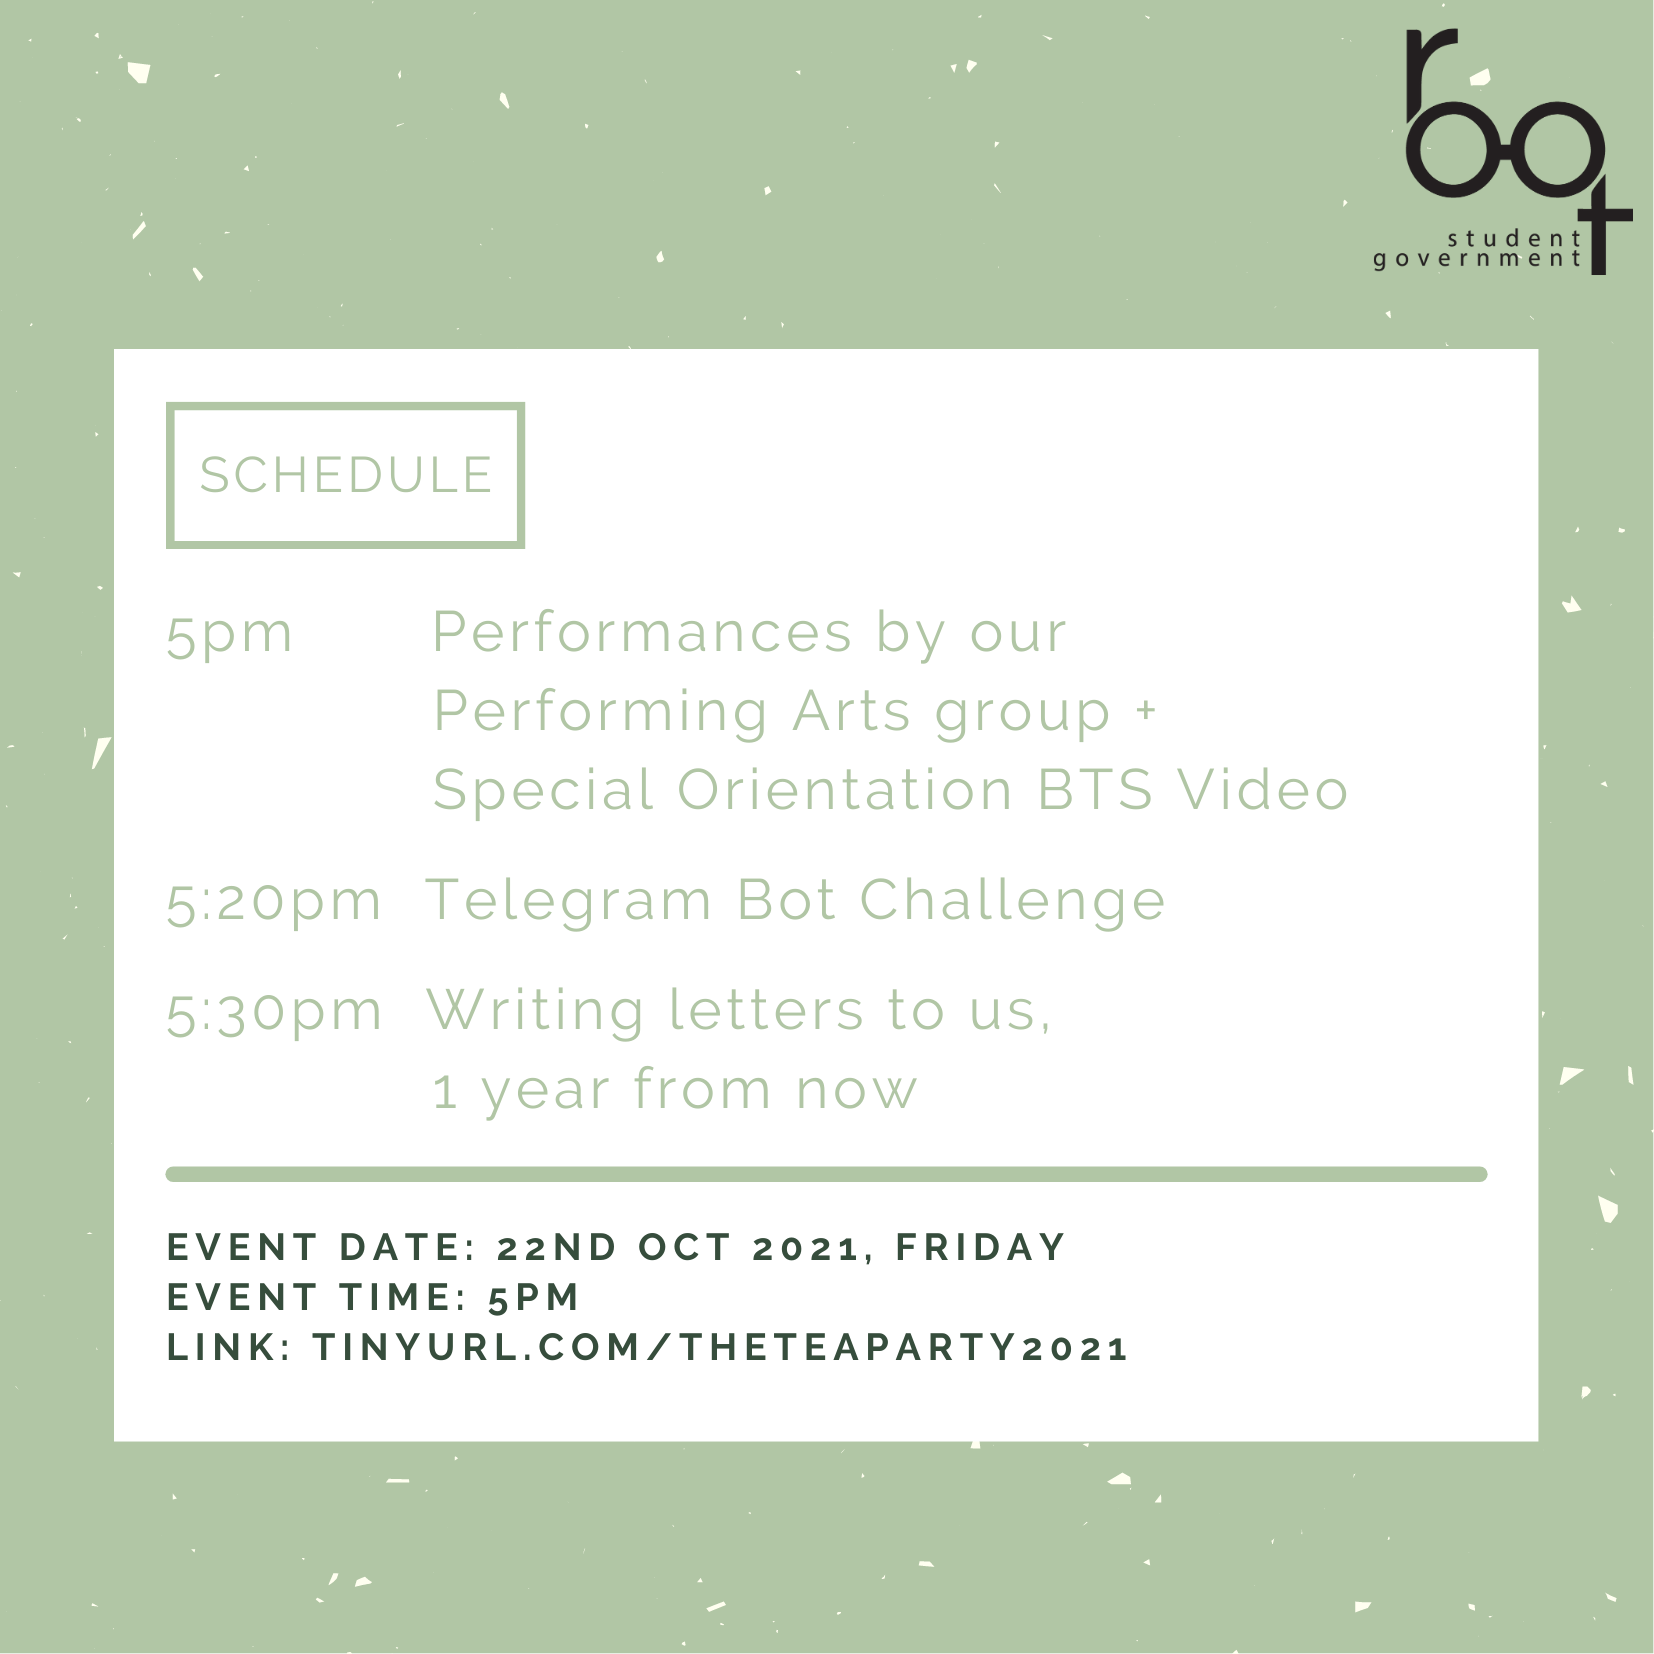 root
student
government
SCHEDULE
5pm Performances by our
Performing Arts group +
Special Orientation BTS Video
5:20pm Telegram Bot Challenge
5:30pm Writing letters to us,
1 year from now
EVENT DATE: 22ND OCT 2021, FRIDAY
EVENT TIME: 5PM
LINK: TINYURL.COM/THETEAPARTY2021